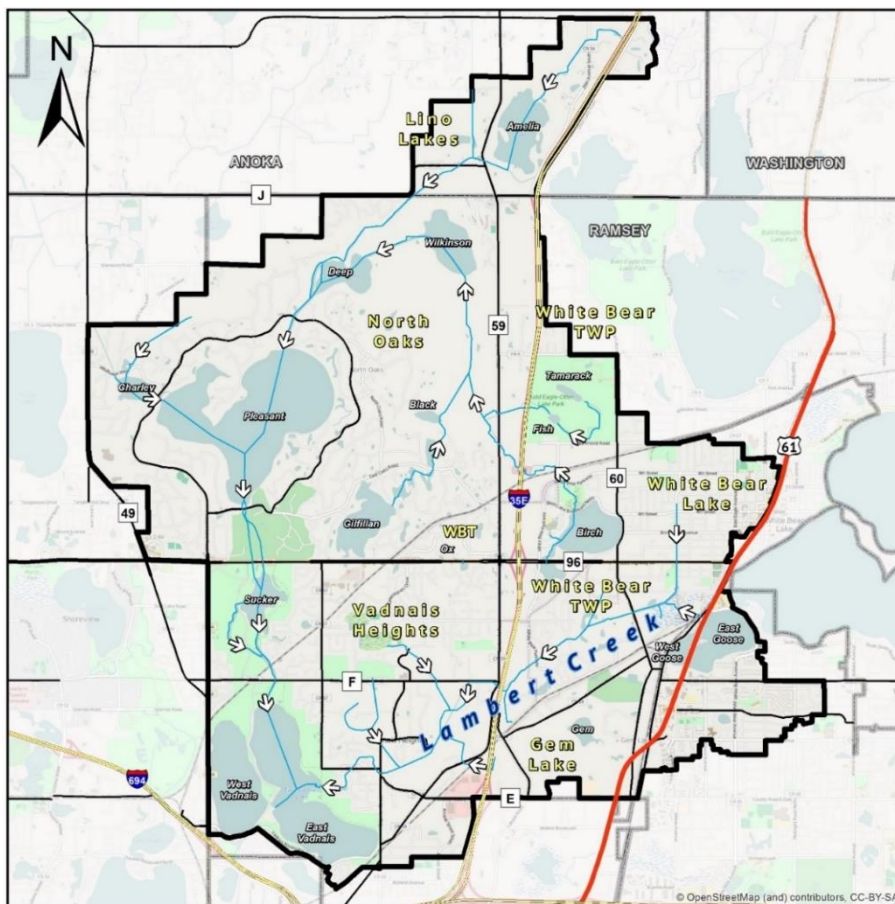 N
Lino
Lakes
Amelia
ANOKA
WASHINGTON
J
RAMSEY
Wilkinson
Deep
North
Oaks
59
White Bear
TWP
Charley
Pleasant
Black
Tamarack
Fish
61
49
35E
60
White Bear
Lake
Gilfillan
WBT
Ox
Birch
96
Sucker
Vadnais
Heights
White Bear
TWP
East
Goose
West
Goose
F
Lambert Creek
Gem
Gem
Lake
694
West
Vadnais
East
Vadnais
E
© OpenStreetMap (and) contributors, CC-BY-SA